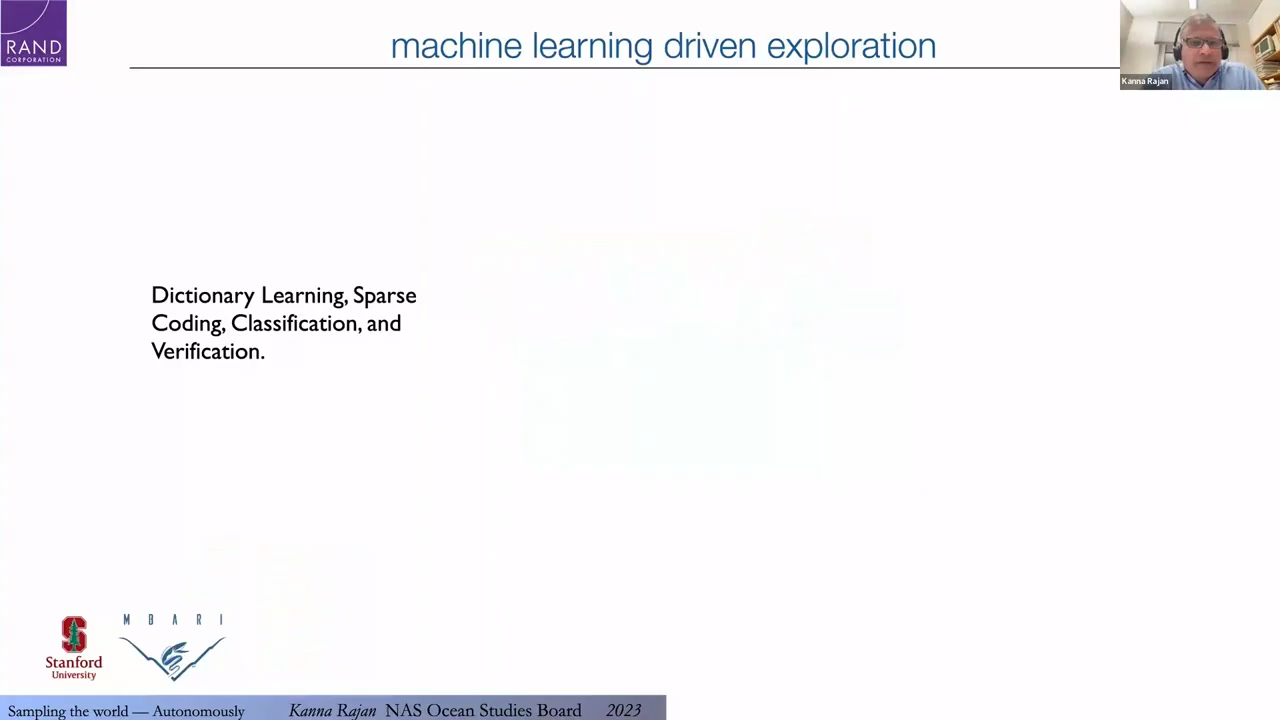 RAND
CORPORATION
machine learning driven exploration
Kanna Rajan
Dictionary Learning, Sparse
Coding, Classification, and
Verification.
MBARI
S
Stanford
University
Sampling the world — Autonomously Kanna Rajan NAS Ocean Studies Board 2023